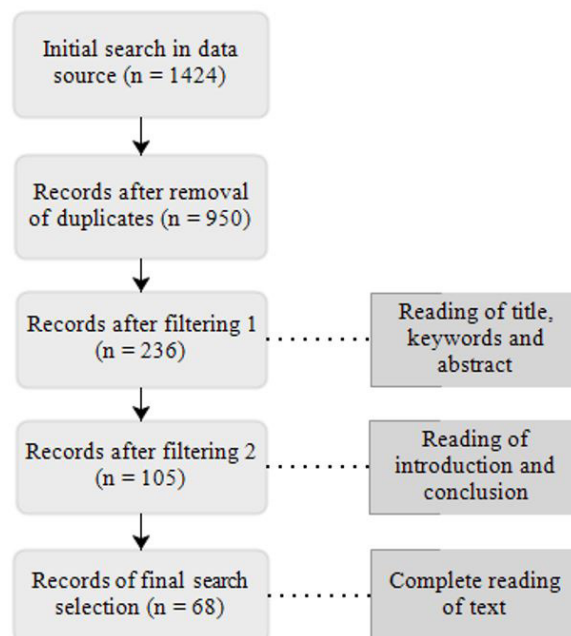 Initial search in data
source (n = 1424)
Records after removal
of duplicates (n = 950)
Records after filtering 1
(n = 236)
Reading of title,
keywords and
abstract
Records after filtering 2
(n = 105)
Reading of
introduction and
conclusion
Records of final search
selection (n = 68)
Complete reading
of text